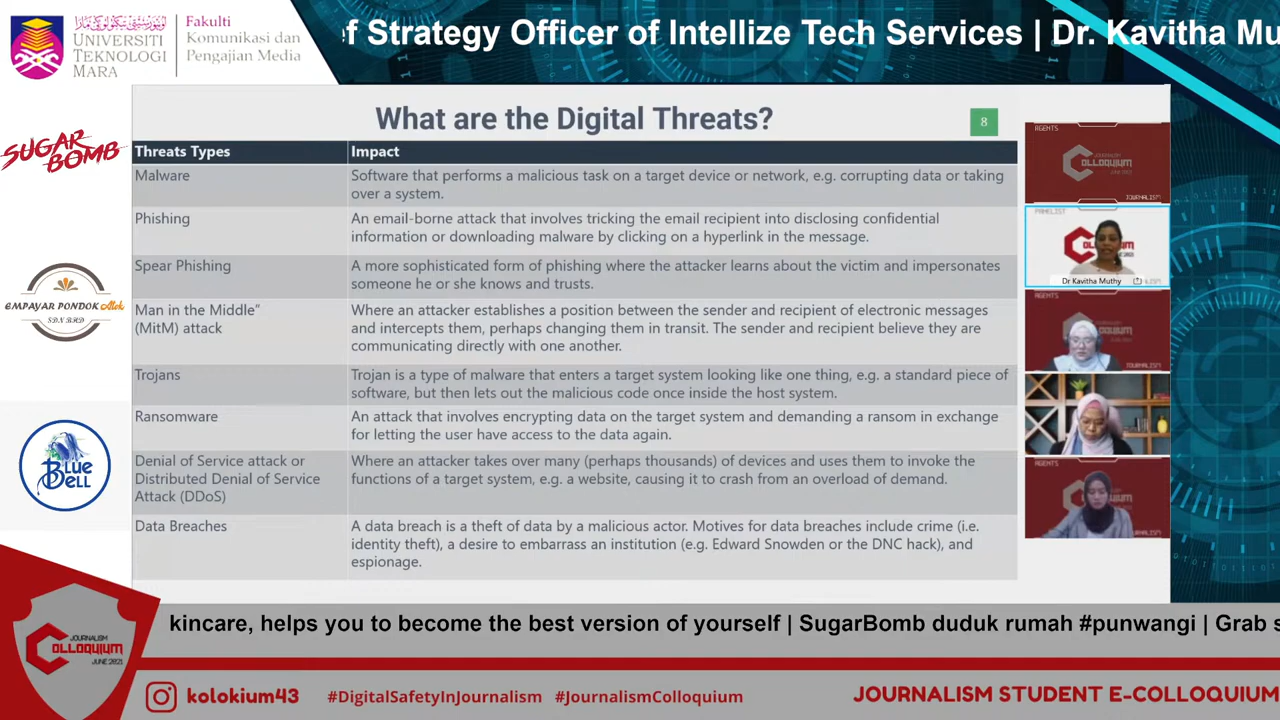 UNIVERSITI
TEKNOLOGI
MARA
Fakulti
Komunikasi dan
Pengajian Media
f Strategy Officer of Intellize Tech Services | Dr. Kavitha Mu
SUGAR
BOMB
EMPAYAR PONDOK Atok
SDN BHD
Blue
Bell
What are the Digital Threats?
8
Threats Types Impact
Malware Software that performs a malicious task on a target device or network, e.g. corrupting data or taking
over a system.
Phishing email-borne attack that involves tricking the email recipient into disclosing confidential
information or downloading malware by clicking on a hyperlink in the message.
Spear Phishing A more sophisticated form of phishing where the attacker learns about the victim and impersonates
someone he or she knows and trusts.
Man in the Middle" Where an attacker establishes a position between the sender and recipient of electronic messages
(MitM) attack and intercepts them, perhaps changing them in transit. The sender and recipient believe they are
communicating directly with one another.
Trojans Trojan is a type of malware that enters a target system looking like one thing, e.g. a standard piece of
software, but then lets out the malicious code once inside the host system.
Ransomware An attack that involves encrypting data on the target system and demanding a ransom in exchange
for letting the user have access to the data again.
Denial of Service attack or Where an attacker takes over many (perhaps thousands) of devices and uses them to invoke the
Distributed Denial of Service functions of a target system, e.g. a website, causing it to crash from an overload of demand.
Attack (DDoS)
Data Breaches A data breach is a theft of data by a malicious actor. Motives for data breaches include crime (i.e.
identity theft), a desire to embarrass an institution (e.g. Edward Snowden or the DNC hack), and
espionage.
AGENTS
JOURNALISM
COLLOQUIUM
JOURNALISM
PANELIST
Dr Kavitha Muthy
AGENTS
JOURNALISM
AGENTS
JOURNALISM
COLLOQUIUM
JUNE 2021
kincare, helps you to become the best version of yourself | SugarBomb duduk rumah #punwangi | Grab s
kolokium43 #DigitalSafetyInJournalism #JournalismColloquium JOURNALISM STUDENT E-COLLOQUIUM